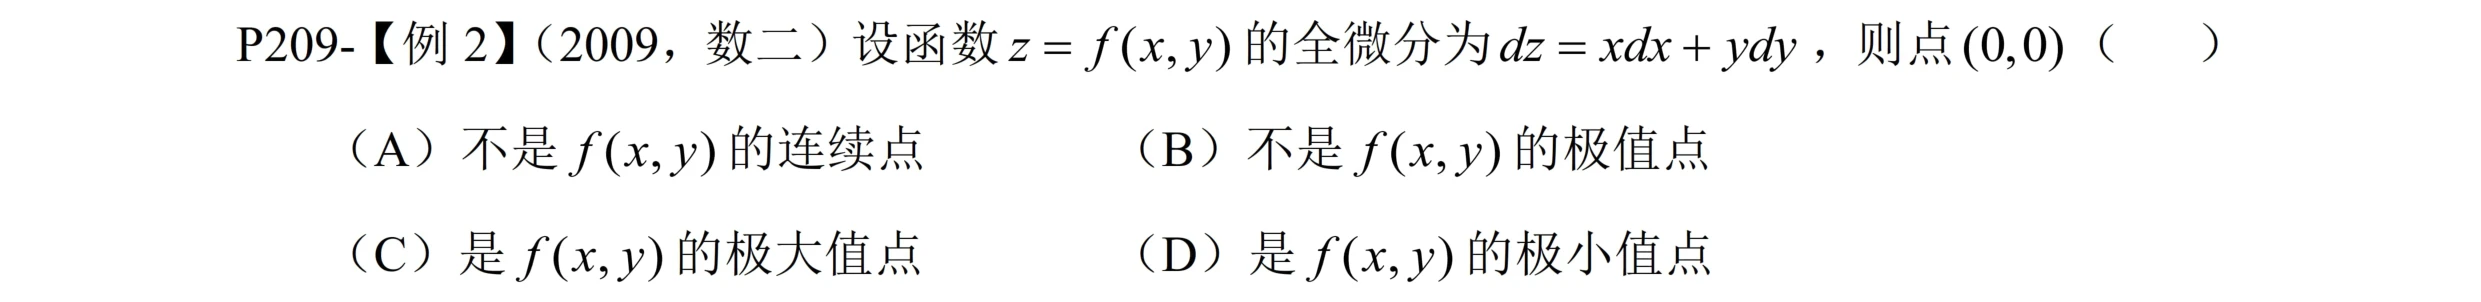 P209-【例 2】（2009，数二）设函数 z = f(x, y) 的全微分为 dz = xdx + ydy，则点 (0,0)（    ）
（A）不是 f(x, y) 的连续点    （B）不是 f(x, y) 的极值点
（C）是 f(x, y) 的极大值点    （D）是 f(x, y) 的极小值点